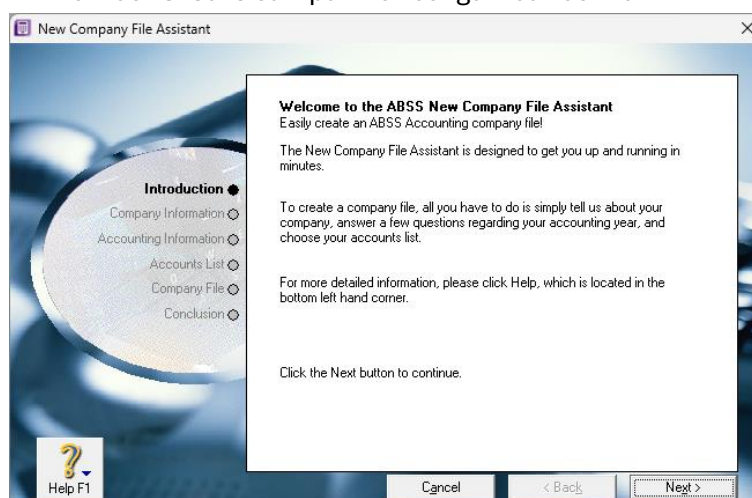 New Company File Assistant
Welcome to the ABSS New Company File Assistant
Easily create an ABSS Accounting company file!
The New Company File Assistant is designed to get you up and running in
minutes.
Introduction
Company Information
Accounting Information
Accounts List
Company File
Conclusion
To create a company file, all you have to do is simply tell us about your
company, answer a few questions regarding your accounting year, and
choose your accounts list.
For more detailed information, please click Help, which is located in the
bottom left hand corner.
Click the Next button to continue.
Help F1
Cancel
< Back
Next >